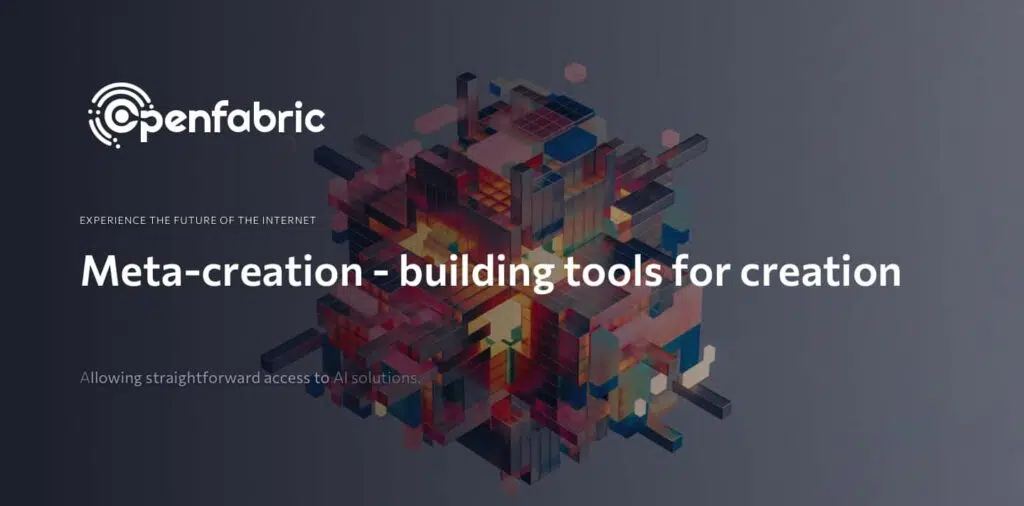 Openfabric
EXPERIENCE THE FUTURE OF THE INTERNET
Meta-creation - building tools for creation
Allowing straightforward access to AI solutions.